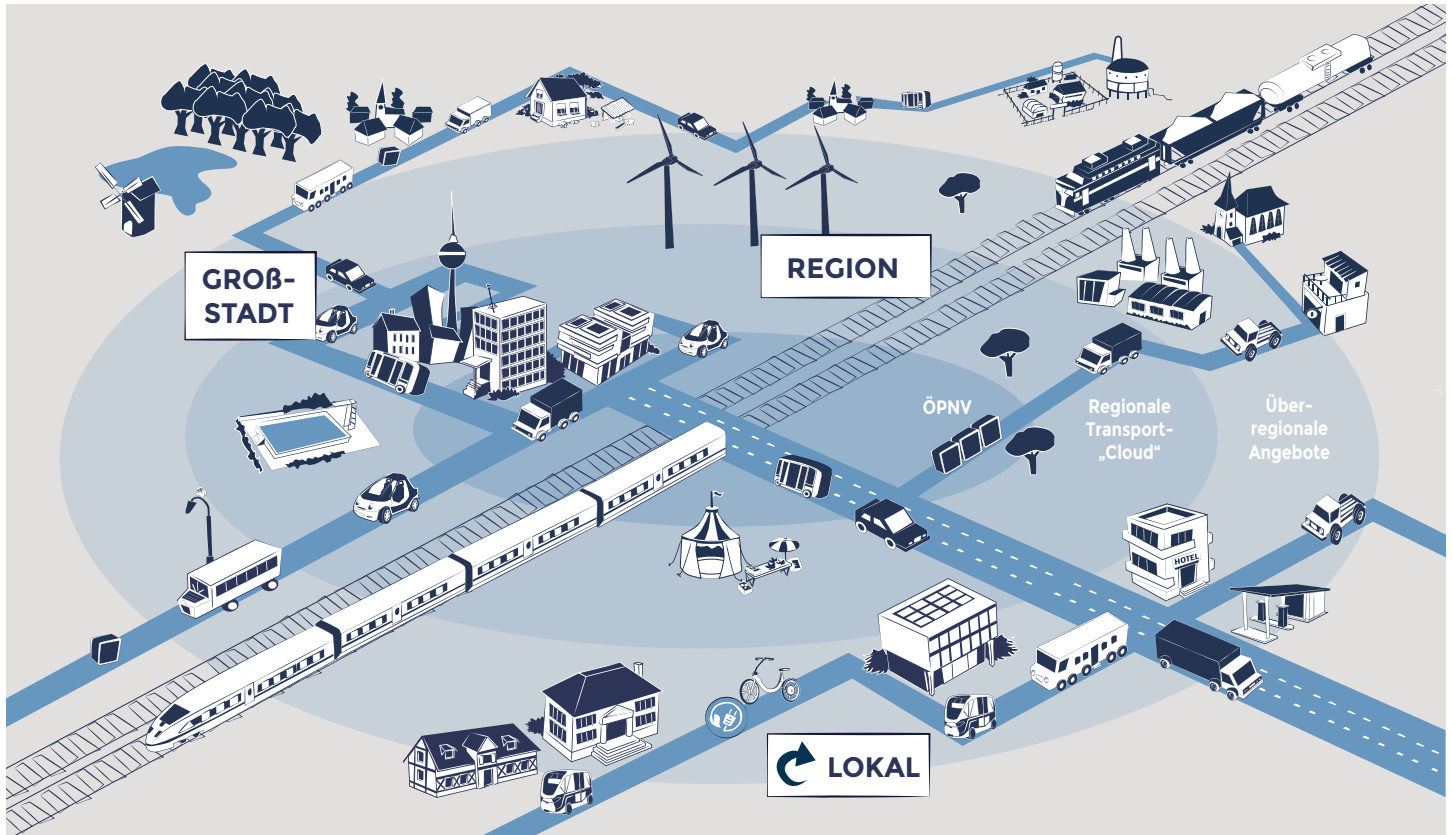 GROß-
STADT
REGION
ÖPNV
Regionale
Transport-
„Cloud“
Über-
regionale
Angebote
HOTEL
LOKAL